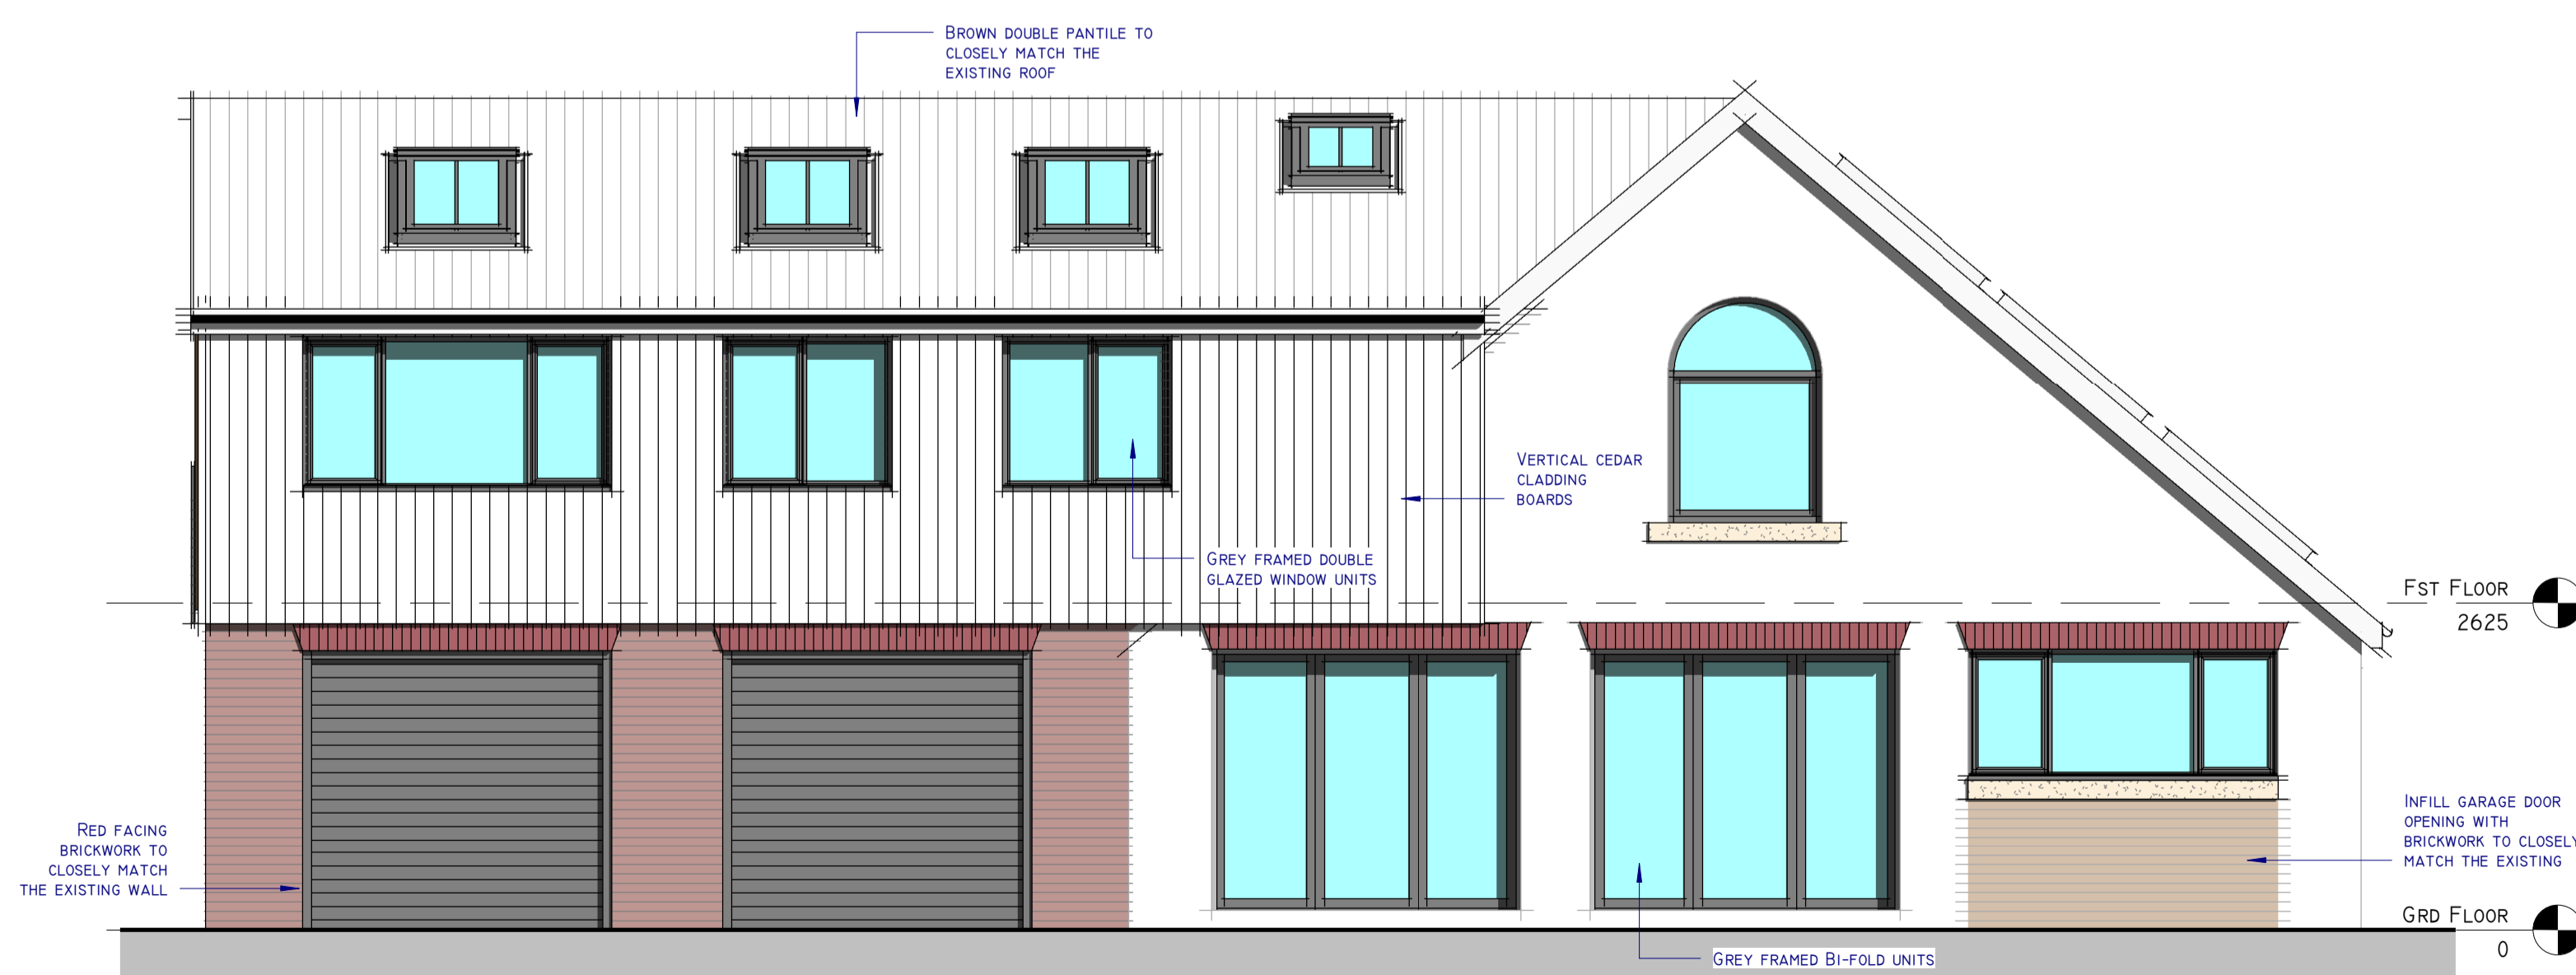 BROWN DOUBLE PANTILE TO
CLOSELY MATCH THE
EXISTING ROOF
VERTICAL CEDAR
CLADDING
BOARDS
GREY FRAMED DOUBLE
GLAZED WINDOW UNITS
FST FLOOR
2625
RED FACING
BRICKWORK TO
CLOSELY MATCH
THE EXISTING WALL
INFILL GARAGE DOOR
OPENING WITH
BRICKWORK TO CLOSELY
MATCH THE EXISTING
GRD FLOOR
0
GREY FRAMED BI-FOLD UNITS